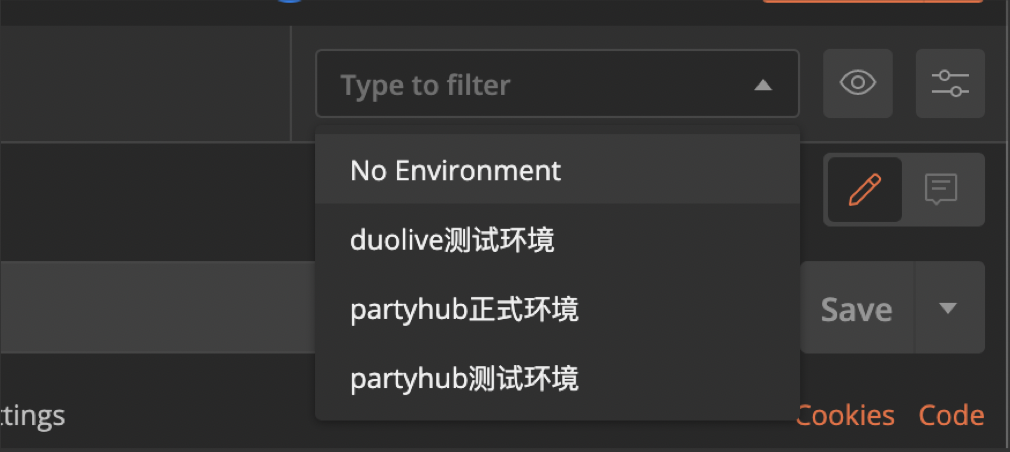 Type to filter
No Environment
duolive测试环境
partyhub正式环境
Save
partyhub测试环境
ttings
Cookies Code